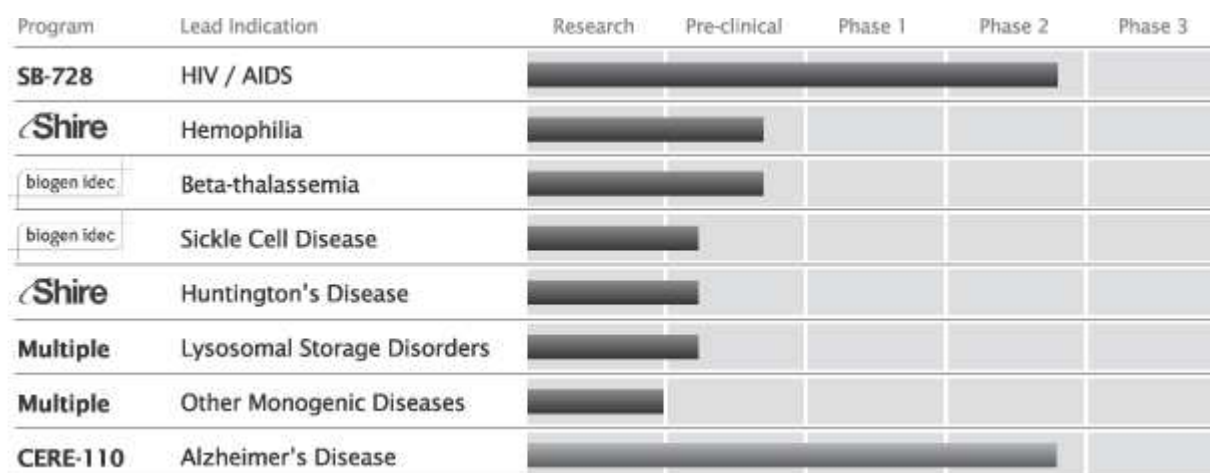 Program Lead Indication Research Pre-clinical Phase 1 Phase 2 Phase 3
SB-728 HIV / AIDS
Shire Hemophilia
biogen idec Beta-thalassemia
biogen idec Sickle Cell Disease
Shire Huntington's Disease
Multiple Lysosomal Storage Disorders
Multiple Other Monogenic Diseases
CERE-110 Alzheimer's Disease